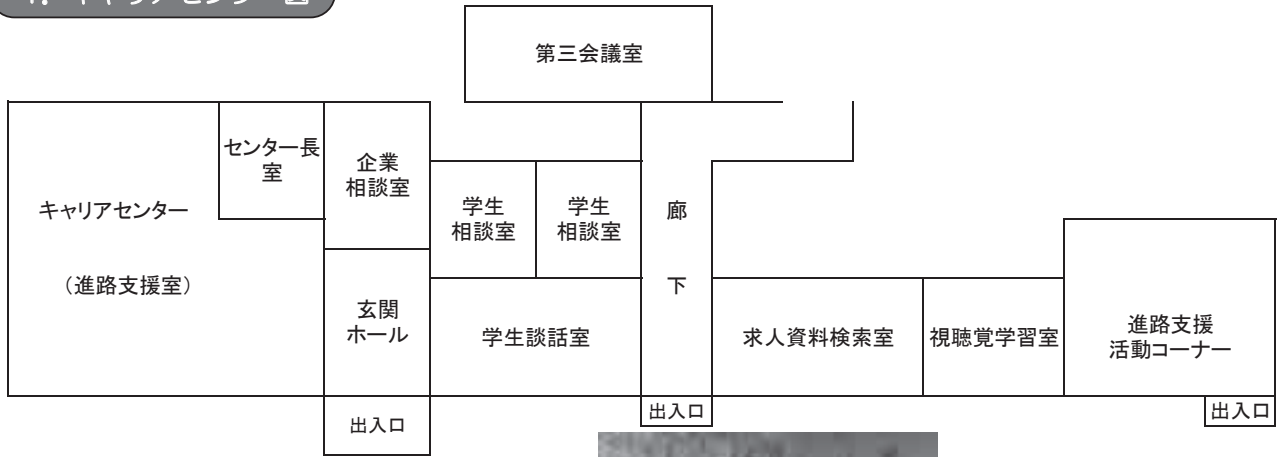 キャリアセンター
第三会議室
センター長
室
企業
相談室
キャリアセンター
(進路支援室)
学生
相談室
学生
相談室
廊
下
玄関
ホール
学生談話室
求人資料検索室
視聴覚学習室
進路支援
活動コーナー
出入口
出入口
出入口